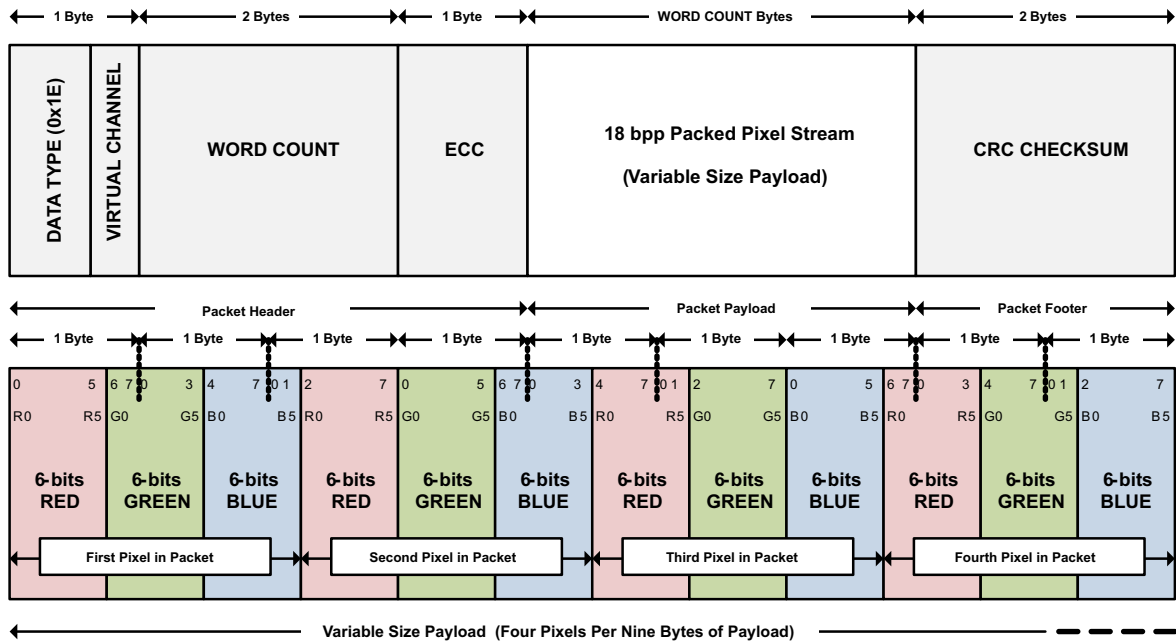 1 Byte 2 Bytes 1 Byte WORD COUNT Bytes 2 Bytes
DATA TYPE (0x1E)
VIRTUAL CHANNEL
WORD COUNT
ECC
18 bpp Packed Pixel Stream
(Variable Size Payload)
CRC CHECKSUM
Packet Header Packet Payload Packet Footer
1 Byte 1 Byte 1 Byte 1 Byte 1 Byte 1 Byte 1 Byte 1 Byte 1 Byte
0 5 6 7 0 3 4 7 0 1 2 7 0 5 6 7 0 3 4 7 0 1 2 7 0 5 6 7 0 3 4 7 0 1 2 7
R0 R5 G0 G5 B0 B5 R0 R5 G0 G5 B0 B5 R0 R5 G0 G5 B0 B5 R0 R5 G0 G5 B0 B5
6-bits 6-bits 6-bits 6-bits 6-bits 6-bits 6-bits 6-bits 6-bits 6-bits 6-bits 6-bits
RED GREEN BLUE RED GREEN BLUE RED GREEN BLUE RED GREEN BLUE
First Pixel in Packet Second Pixel in Packet Third Pixel in Packet Fourth Pixel in Packet
Variable Size Payload (Four Pixels Per Nine Bytes of Payload)